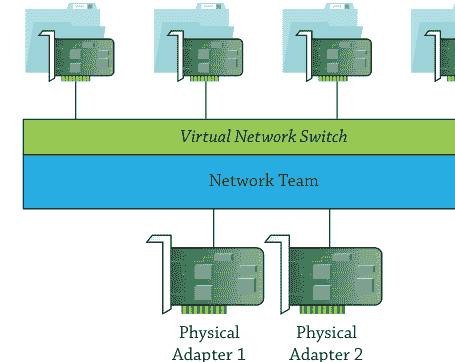 Virtual Network Switch
Network Team
Physical Physical
Adapter 1 Adapter 2